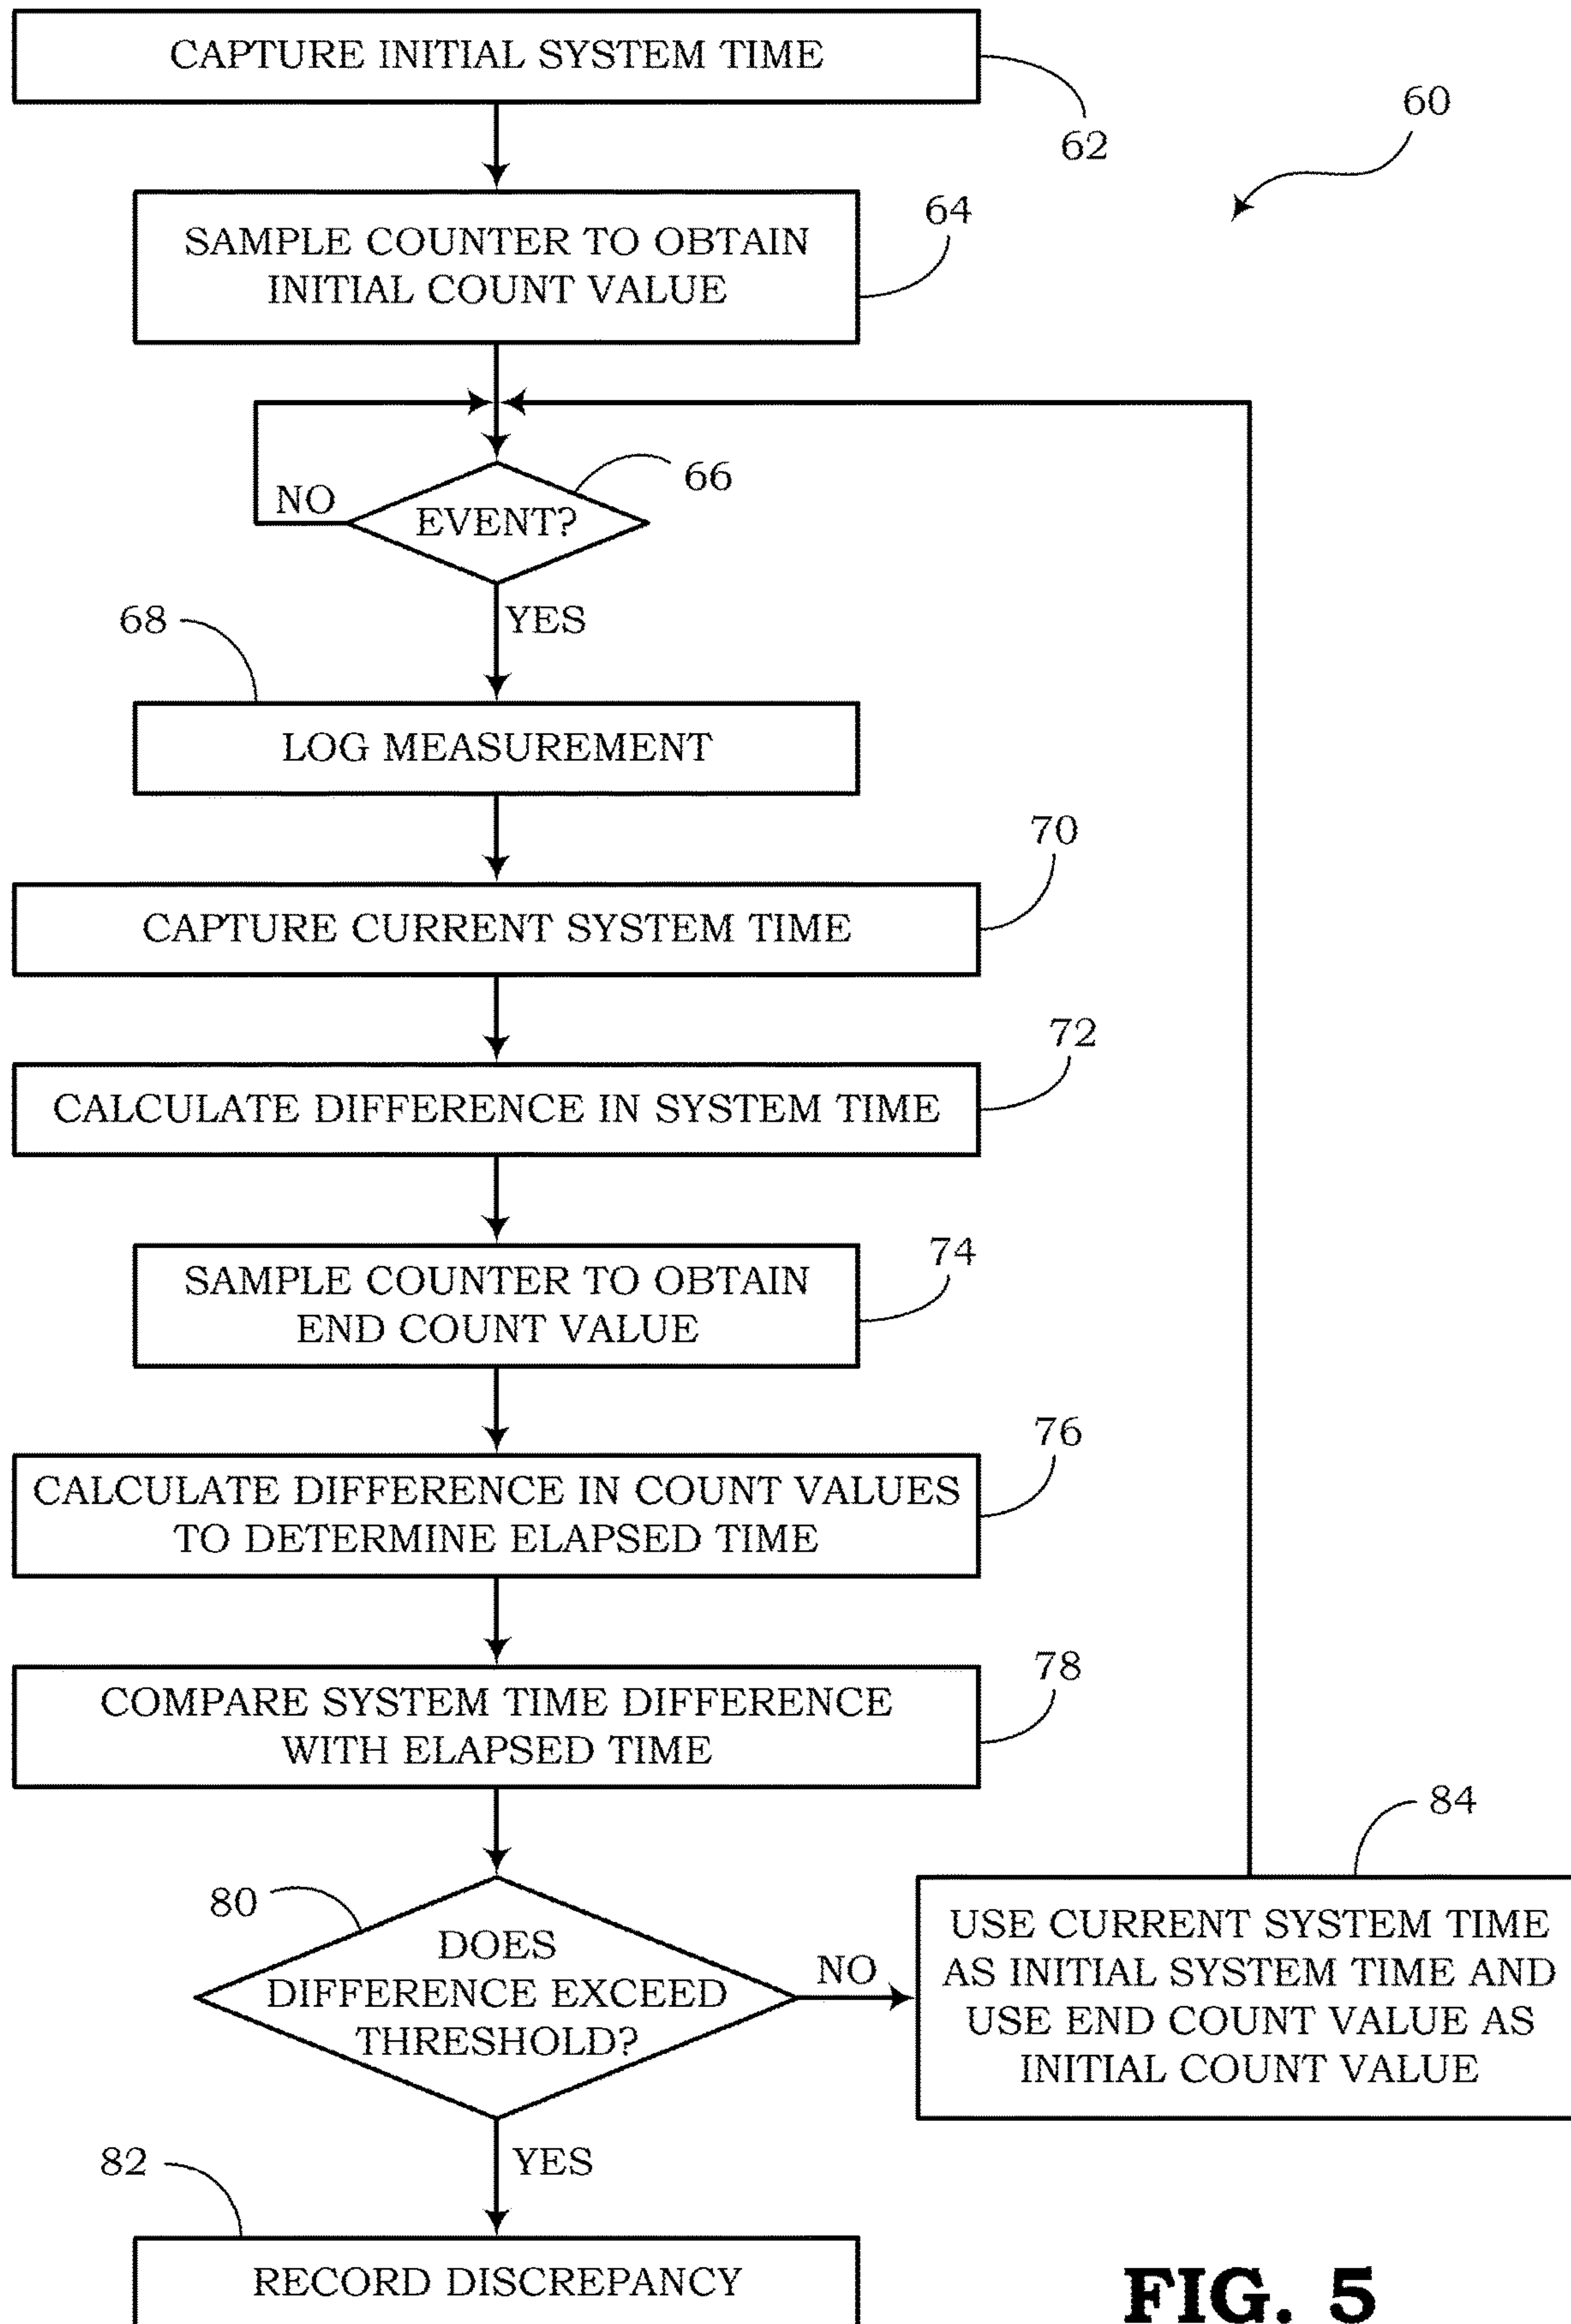 CAPTURE INITIAL SYSTEM TIME
62
60
SAMPLE COUNTER TO OBTAIN
INITIAL COUNT VALUE
64
EVENT?
66
NO
YES
68
LOG MEASUREMENT
CAPTURE CURRENT SYSTEM TIME
70
CALCULATE DIFFERENCE IN SYSTEM TIME
72
SAMPLE COUNTER TO OBTAIN
END COUNT VALUE
74
CALCULATE DIFFERENCE IN COUNT VALUES
TO DETERMINE ELAPSED TIME
76
COMPARE SYSTEM TIME DIFFERENCE
WITH ELAPSED TIME
78
80
DOES
DIFFERENCE EXCEED
THRESHOLD?
NO
84
USE CURRENT SYSTEM TIME
AS INITIAL SYSTEM TIME AND
USE END COUNT VALUE AS
INITIAL COUNT VALUE
YES
82
RECORD DISCREPANCY
FIG. 5